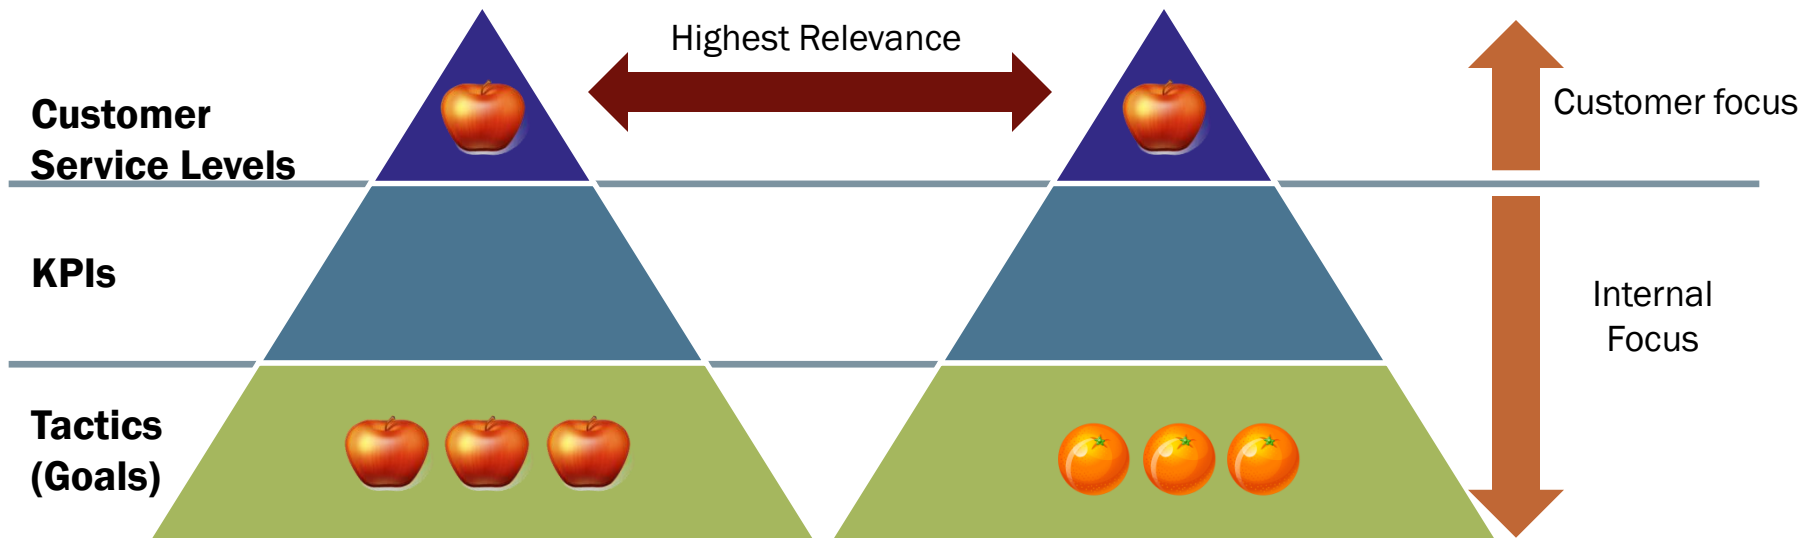 Highest Relevance
Customer
Service Levels
Customer focus
KPIs
Internal
Focus
Tactics
(Goals)